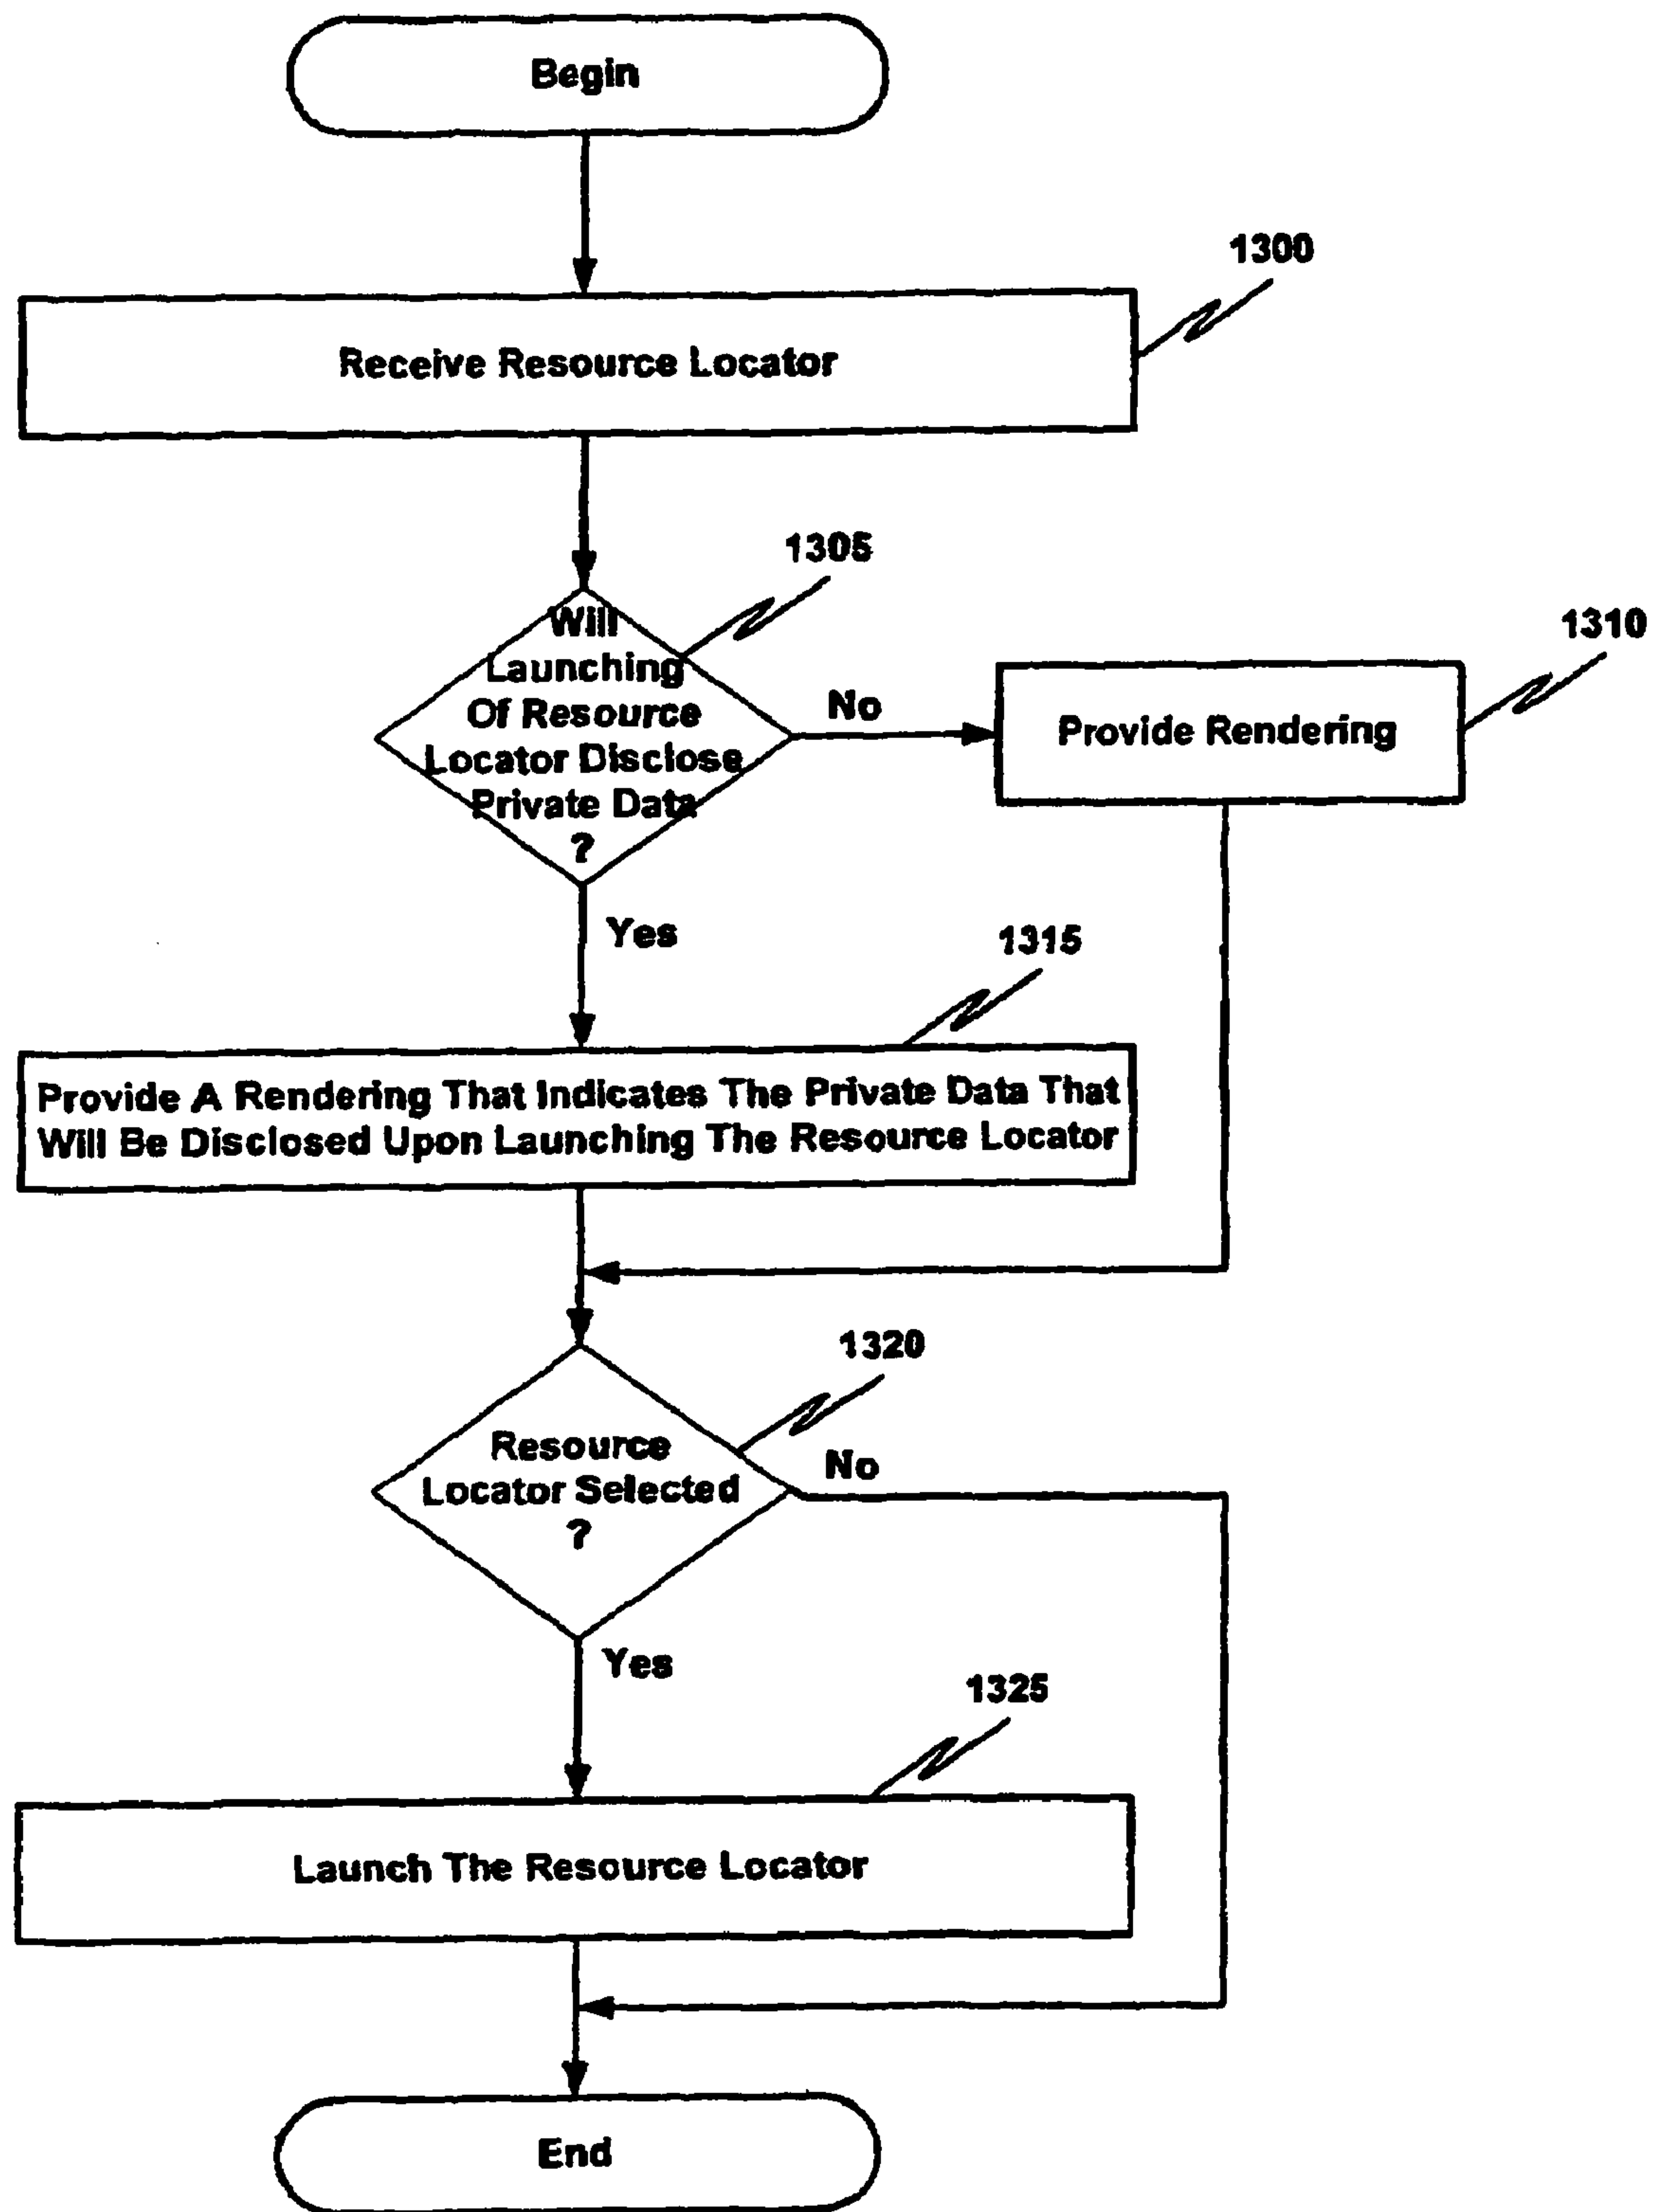 Begin
1300
Receive Resource Locator
1305
Will
Launching
Of Resource
Locator Disclose
Private Data
?
No
1310
Provide Rendering
Yes
1315
Provide A Rendering That Indicates The Private Data That
Will Be Disclosed Upon Launching The Resource Locator
1320
Resource
Locator Selected
?
No
Yes
1325
Launch The Resource Locator
End